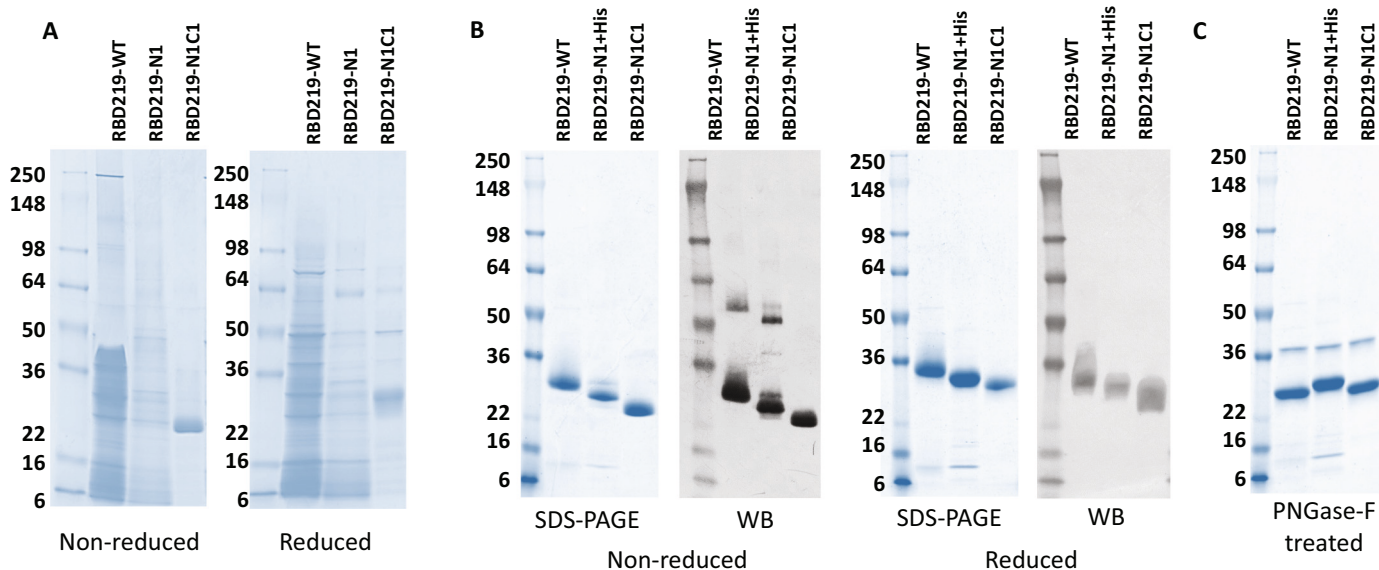 A
RBD219-WT
RBD219-N1
RBD219-N1C1
250
148
98
64
50
36
22
16
6
Non-reduced
RBD219-WT
RBD219-N1
RBD219-N1C1
250
148
98
64
50
36
22
16
6
Reduced
B
RBD219-WT
RBD219-N1+His
RBD219-N1C1
250
148
98
64
50
36
22
16
6
SDS-PAGE
RBD219-WT
RBD219-N1+His
RBD219-N1C1
WB
Non-reduced
RBD219-WT
RBD219-N1+His
RBD219-N1C1
250
148
98
64
50
36
22
16
6
SDS-PAGE
RBD219-WT
RBD219-N1+His
RBD219-N1C1
WB
Reduced
C
RBD219-WT
RBD219-N1+His
RBD219-N1C1
250
148
98
64
50
36
22
16
6
PNGase-F
treated